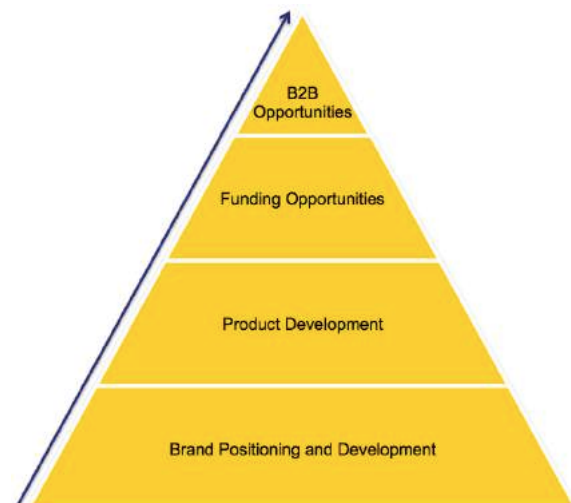 B2B
Opportunities
Funding Opportunities
Product Development
Brand Positioning and Development